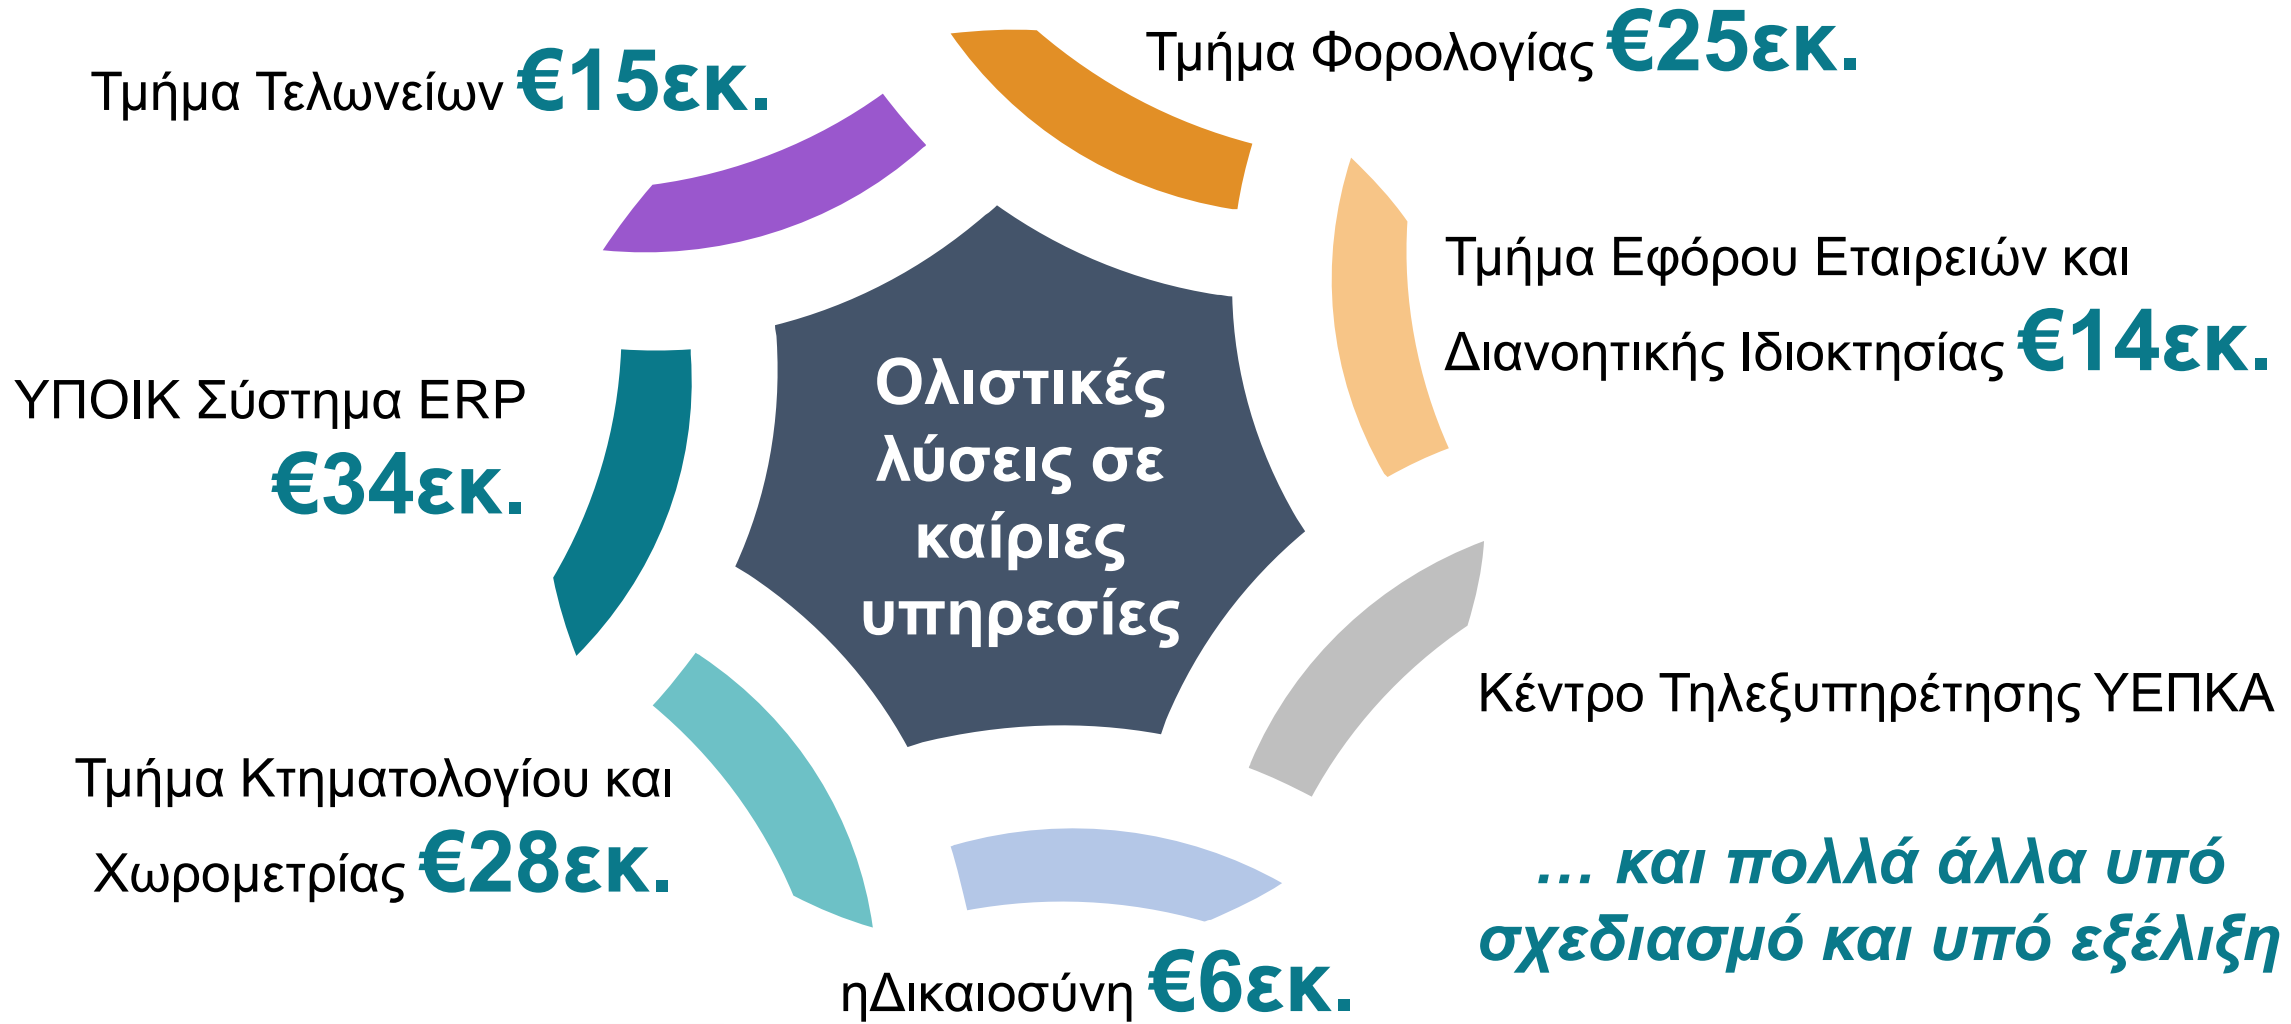 Τμήμα Φορολογίας €25εκ.
Τμήμα Τελωνείων €15εκ.
Τμήμα Εφόρου Εταιρειών και
Διανοητικής Ιδιοκτησίας €14εκ.
ΥΠΟΙΚ Σύστημα ERP
€34εκ.
Ολιστικές
λύσεις σε
καίριες
υπηρεσίες
Κέντρο Τηλεξυπηρέτησης ΥΕΠΚΑ
Τμήμα Κτηματολογίου και
Χωρομετρίας €28εκ.
… και πολλά άλλα υπό
σχεδιασμό και υπό εξέλιξη
ηΔικαιοσύνη €6εκ.